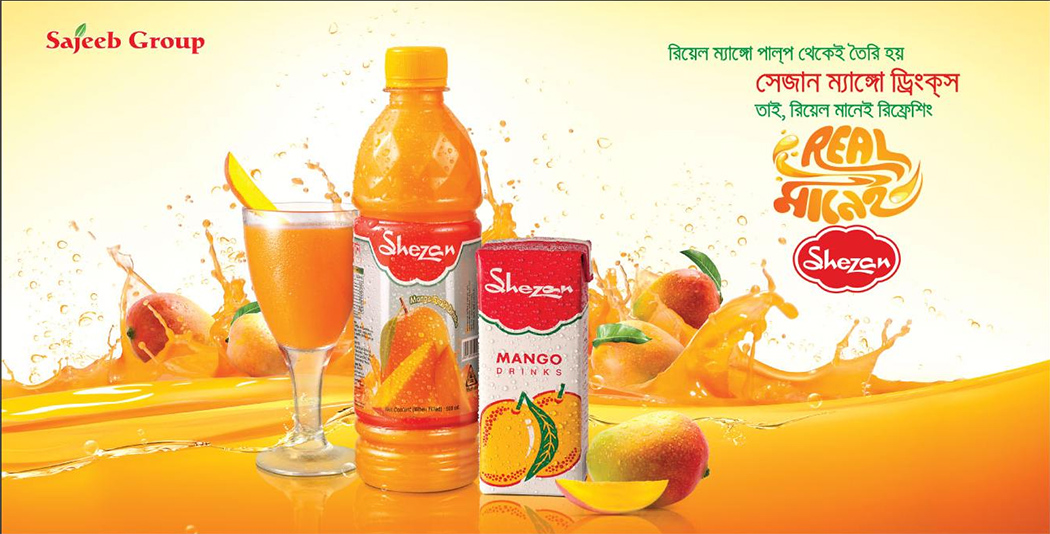 Sajeeb Group
রিয়েল ম্যাঙ্গো পাল্প থেকেই তৈরি হয়
সেজান ম্যাঙ্গো ড্রিংক্‌স
তাই, রিয়েল মানেই রিফ্রেশিং
REAL
মানেই
Shezan
Shezan
Shezan
MANGO
DRINKS